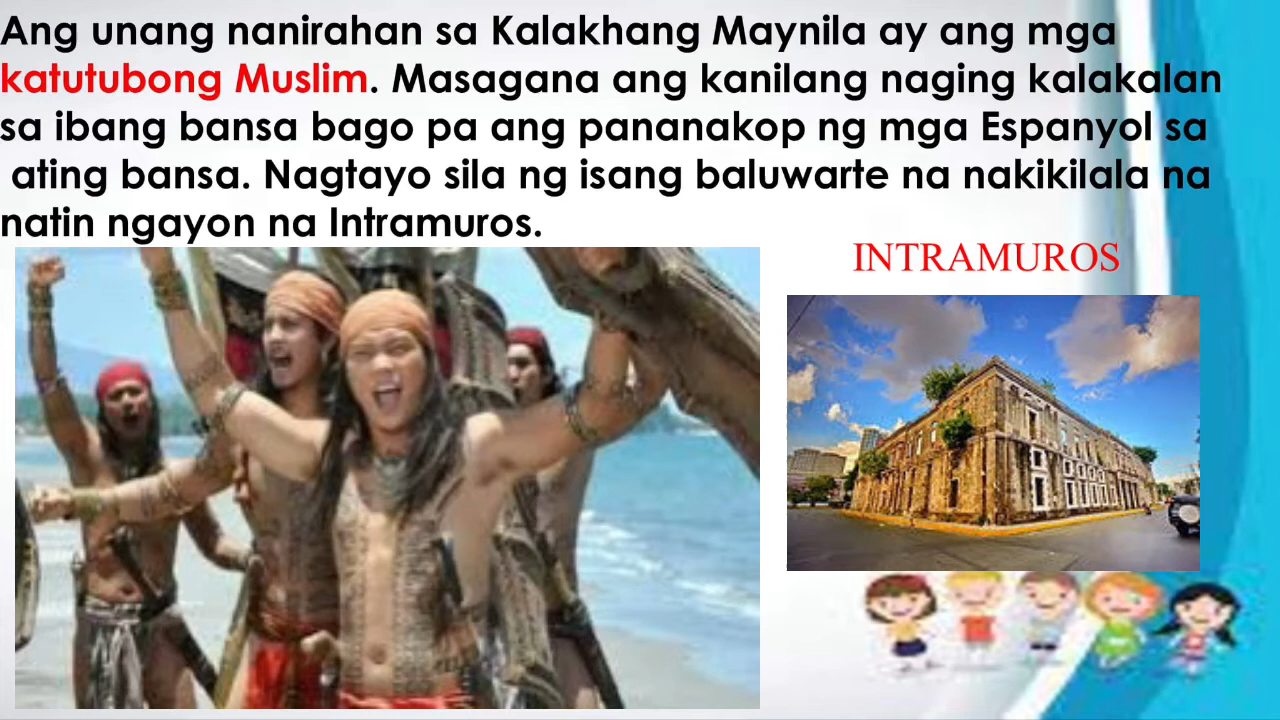 Ang unang nanirahan sa Kalakhang Maynila ay ang mga
katutubong Muslim. Masagana ang kanilang naging kalakalan
sa ibang bansa bago pa ang pananakop ng mga Espanyol sa
ating bansa. Nagtayo sila ng isang baluwarte na nakikilala na
natin ngayon na Intramuros.
INTRAMUROS